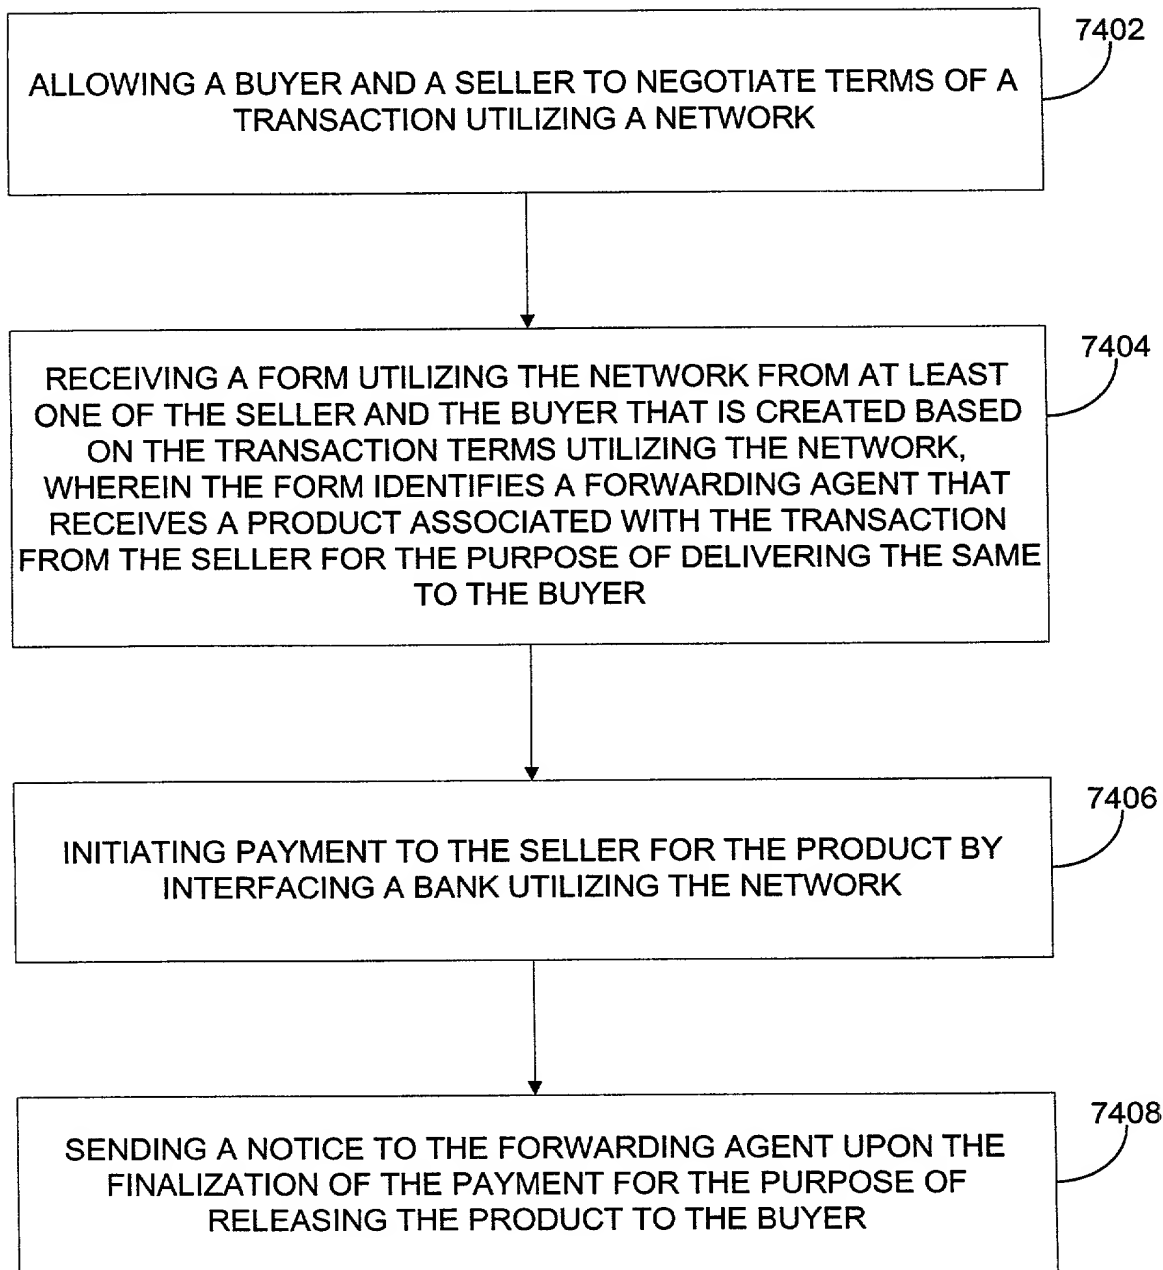 7402
ALLOWING A BUYER AND A SELLER TO NEGOTIATE TERMS OF A
TRANSACTION UTILIZING A NETWORK
7404
RECEIVING A FORM UTILIZING THE NETWORK FROM AT LEAST
ONE OF THE SELLER AND THE BUYER THAT IS CREATED BASED
ON THE TRANSACTION TERMS UTILIZING THE NETWORK,
WHEREIN THE FORM IDENTIFIES A FORWARDING AGENT THAT
RECEIVES A PRODUCT ASSOCIATED WITH THE TRANSACTION
FROM THE SELLER FOR THE PURPOSE OF DELIVERING THE SAME
TO THE BUYER
7406
INITIATING PAYMENT TO THE SELLER FOR THE PRODUCT BY
INTERFACING A BANK UTILIZING THE NETWORK
7408
SENDING A NOTICE TO THE FORWARDING AGENT UPON THE
FINALIZATION OF THE PAYMENT FOR THE PURPOSE OF
RELEASING THE PRODUCT TO THE BUYER